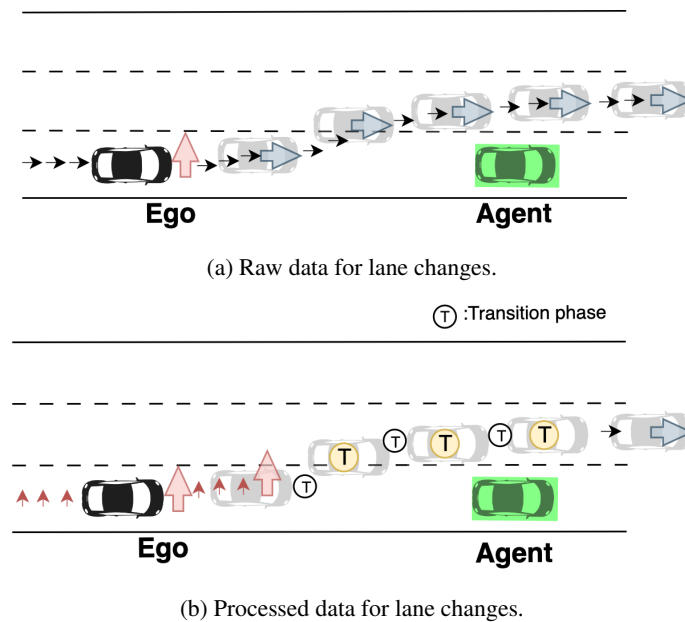 Ego
Agent
(a) Raw data for lane changes.
T :Transition phase
T
T
T
T
T
T
Ego
Agent
(b) Processed data for lane changes.